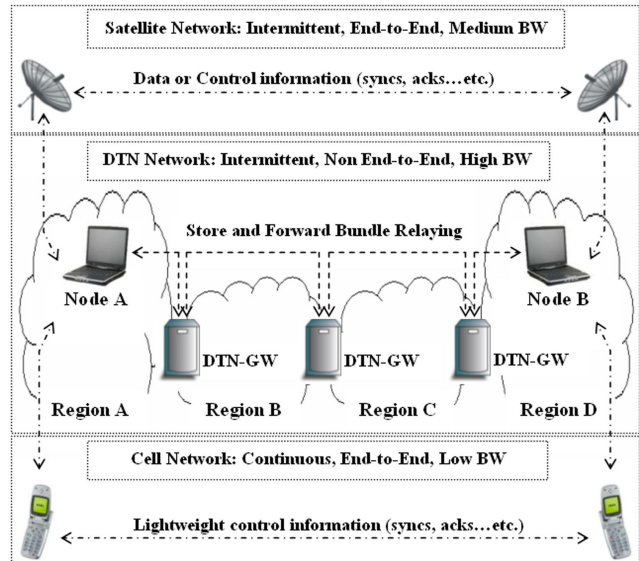 Satellite Network: Intermittent, End-to-End, Medium BW
Data or Control information (syncs, acks…etc.)
DTN Network: Intermittent, Non End-to-End, High BW
Store and Forward Bundle Relaying
Node A
Node B
DTN-GW
DTN-GW
DTN-GW
Region A
Region B
Region C
Region D
Cell Network: Continuous, End-to-End, Low BW
Lightweight control information (syncs, acks…etc.)